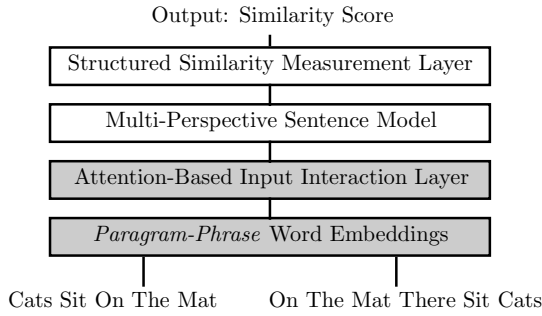 Output: Similarity Score
Structured Similarity Measurement Layer
Multi-Perspective Sentence Model
Attention-Based Input Interaction Layer
Paragram-Phrase Word Embeddings
Cats Sit On The Mat
On The Mat There Sit Cats